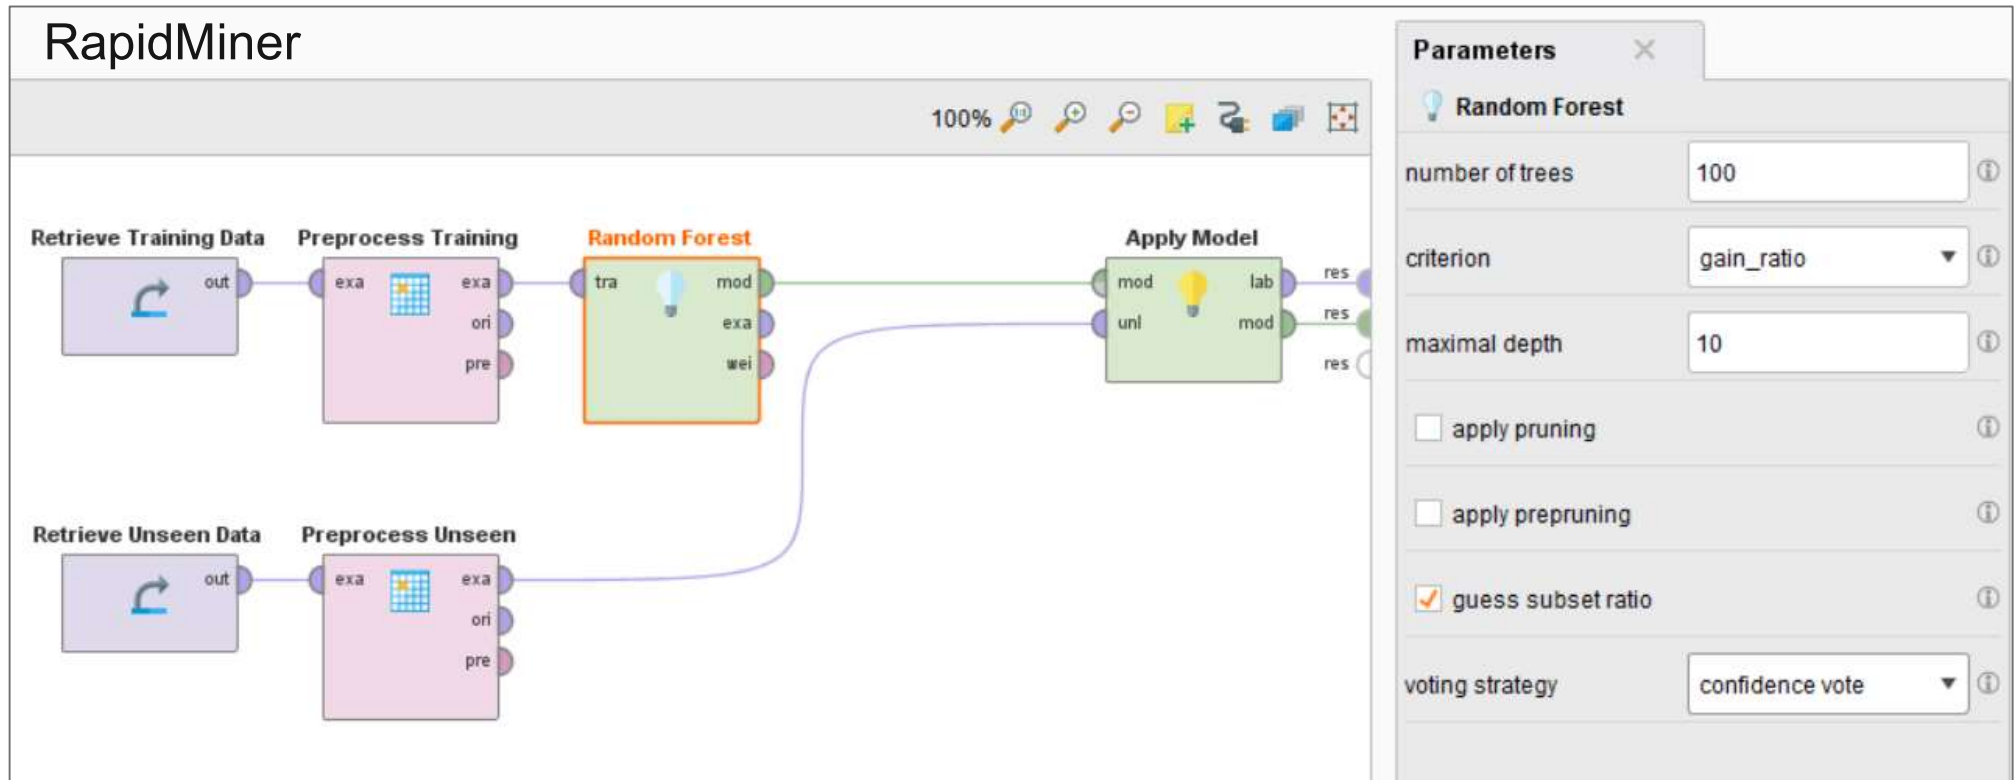 RapidMiner
100%
Retrieve Training Data
out
Preprocess Training
exa exa
ori
pre
Random Forest
tra mod
exa
wei
Apply Model
mod lab
unl mod
res
res
res
Retrieve Unseen Data
out
Preprocess Unseen
exa exa
ori
pre
Parameters
Random Forest
number of trees 100
criterion gain_ratio
maximal depth 10
apply pruning
apply prepruning
guess subset ratio
voting strategy confidence vote